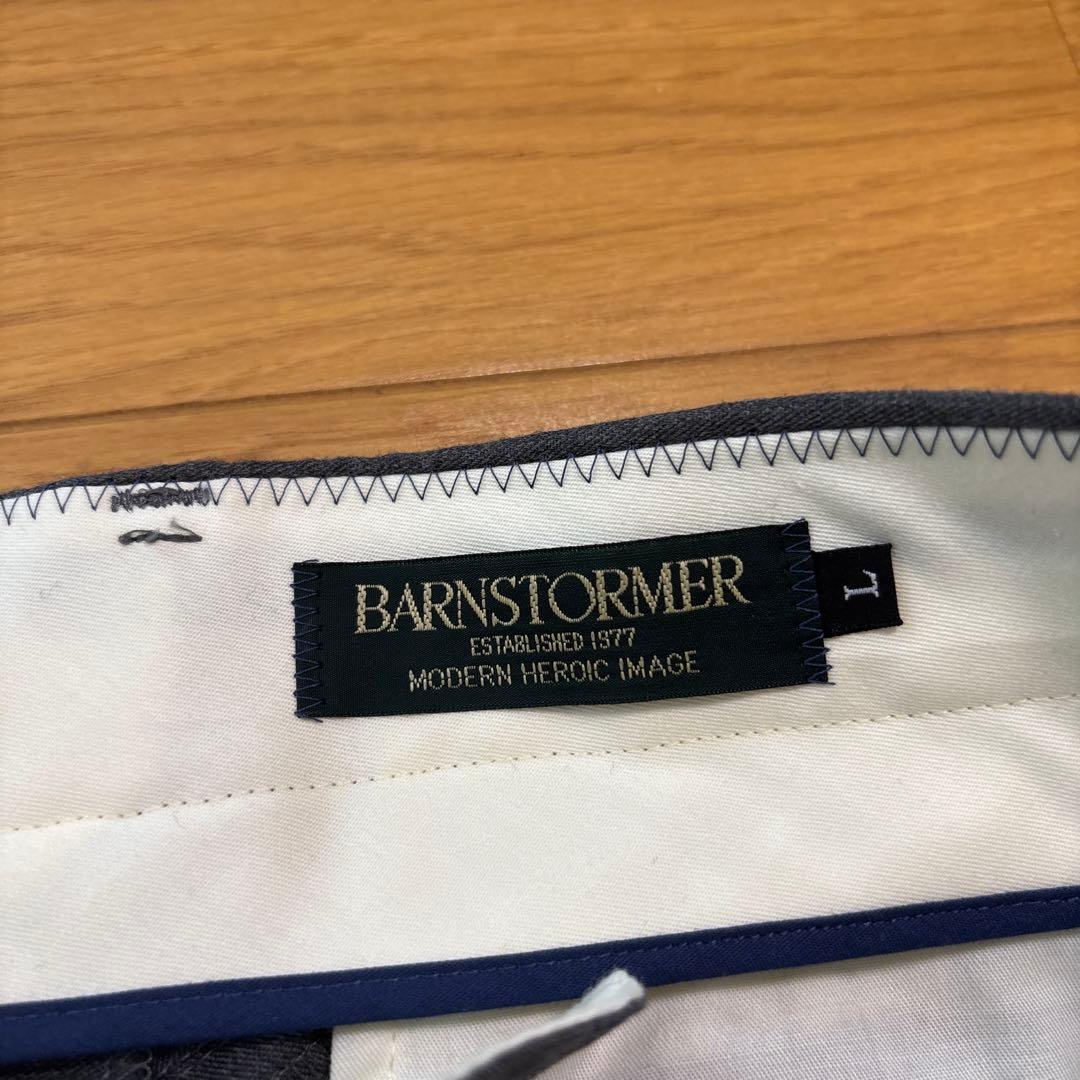 BARNSTORMER
ESTABLISHED 1977
MODERN HEROIC IMAGE
L